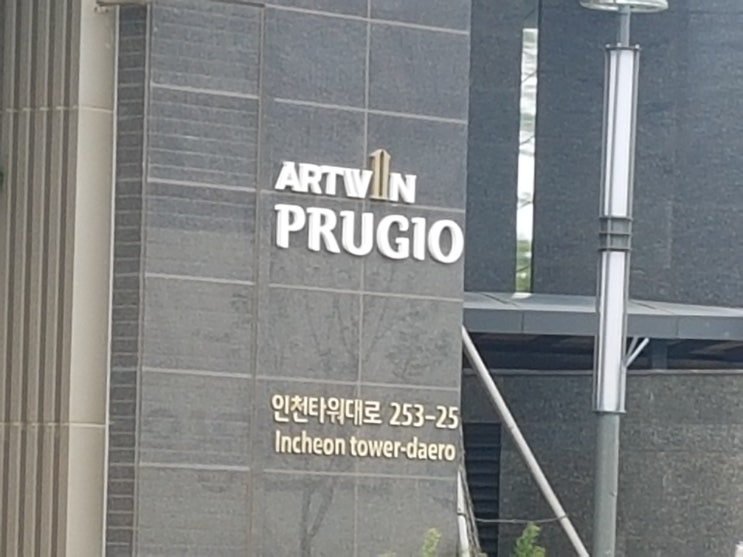 ARTWIN
PRUGIO
인천타워대로 253-25
Incheon tower-daero